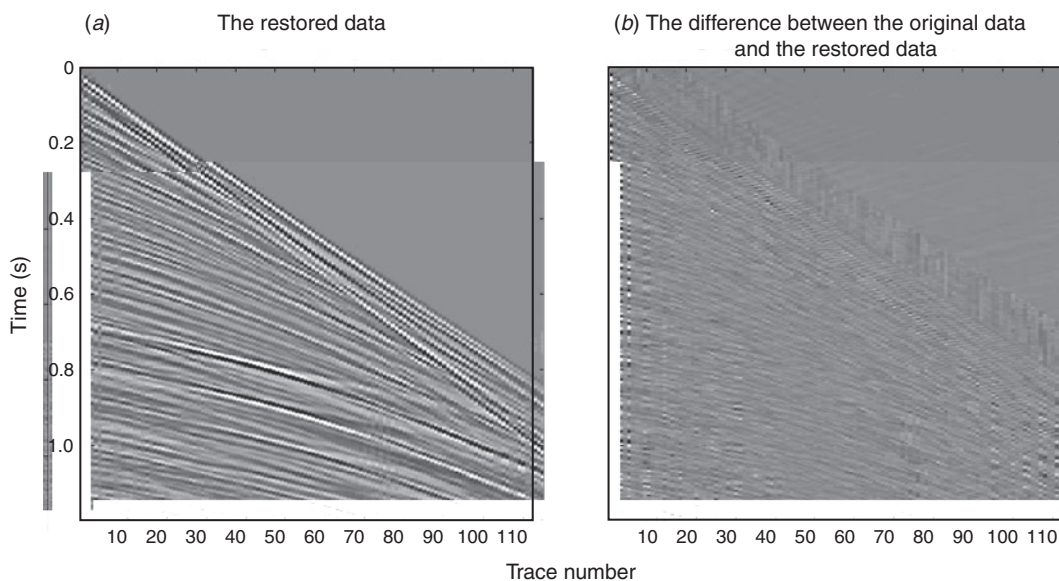 (a) The restored data
(b) The difference between the original data
and the restored data
0
0.2
0.4
0.6
0.8
1.0
Time (s)
10 20 30 40 50 60 70 80 90 100 110
10 20 30 40 50 60 70 80 90 100 110
Trace number